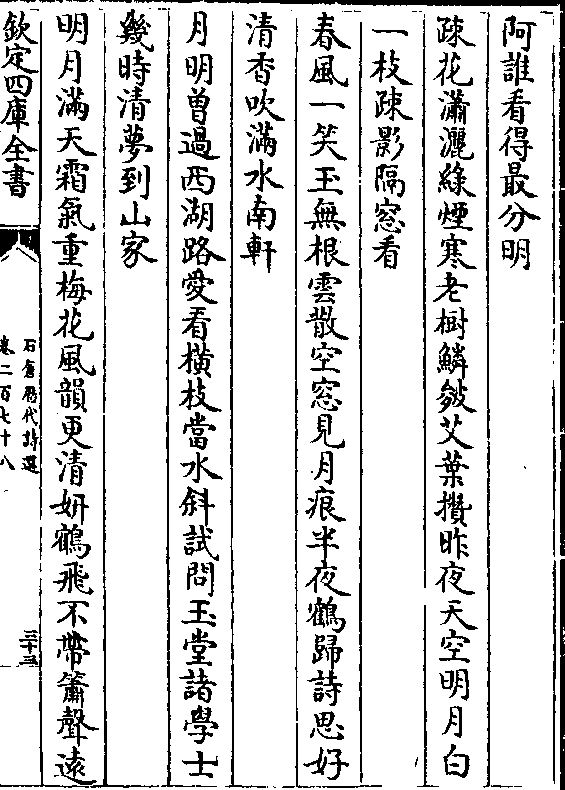 阿誰看得最分明
疎花瀟灑緑煙寒老樹鱗皴艾葉攢昨夜天空明月白
一枝疎影隔窓看
春風一笑玉無根雲散空窓見月痕半夜鶴歸詩思好
清香吹滿水南軒
月明曽過西湖路愛看橫枝當水斜試問玉堂諸學士
幾時清夢到山家
明月滿天霜氣重梅花風韻更清妍鶴飛不帶簫聲遠
欽定四庫全書
石倉歷代詩選
卷二百七十八
三十三